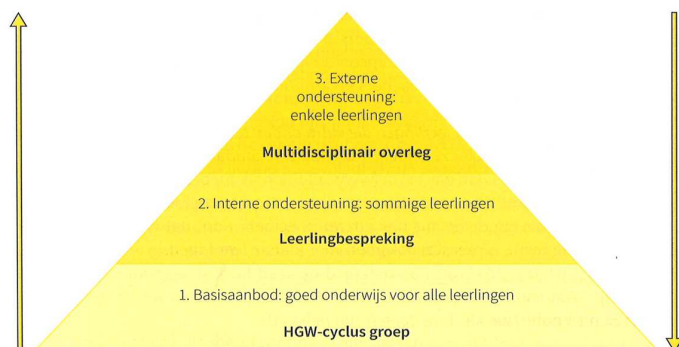 3. Externe
ondersteuning:
enkele leerlingen
Multidisciplinair overleg
2. Interne ondersteuning: sommige leerlingen
Leerlingbespreking
1. Basisaanbod: goed onderwijs voor alle leerlingen
HGW-cyclus groep